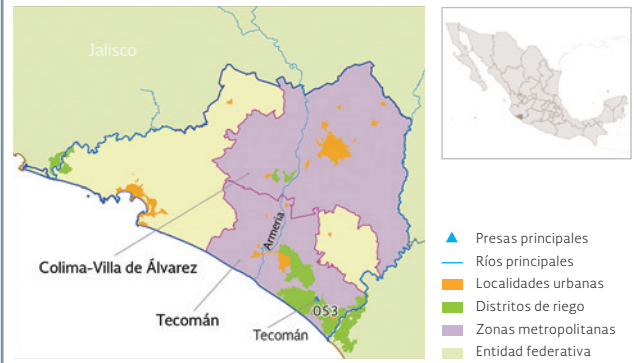 Jalisco
Armería
Colima-Villa de Álvarez
Tecomán
053
Tecomán
Presas principales
Ríos principales
Localidades urbanas
Distritos de riego
Zonas metropolitanas
Entidad federativa